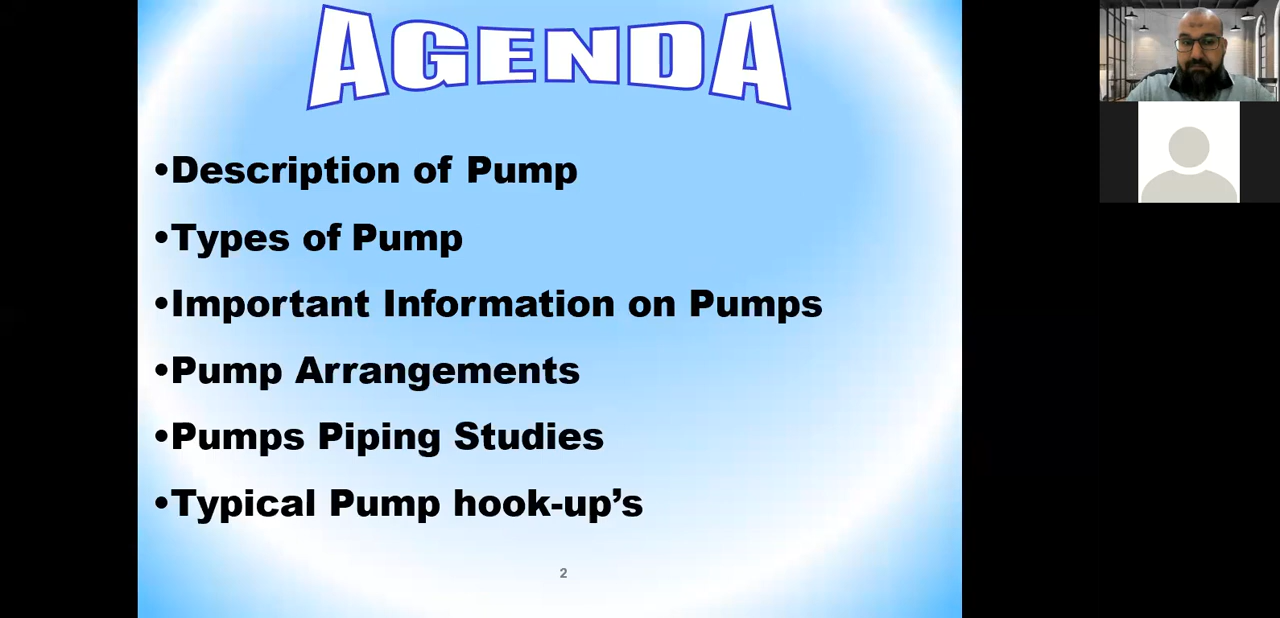 AGENDA
•Description of Pump
•Types of Pump
•Important Information on Pumps
•Pump Arrangements
•Pumps Piping Studies
•Typical Pump hook-up’s
2